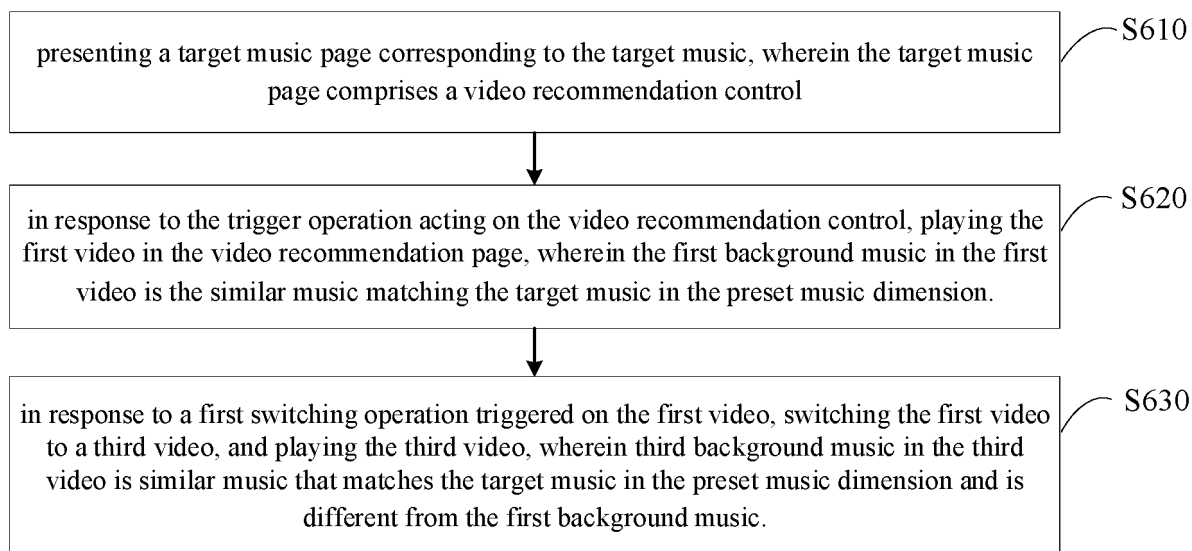 presenting a target music page corresponding to the target music, wherein the target music
page comprises a video recommendation control
S610
in response to the trigger operation acting on the video recommendation control, playing the
first video in the video recommendation page, wherein the first background music in the first
video is the similar music matching the target music in the preset music dimension.
S620
in response to a first switching operation triggered on the first video, switching the first video
to a third video, and playing the third video, wherein third background music in the third
video is similar music that matches the target music in the preset music dimension and is
different from the first background music.
S630